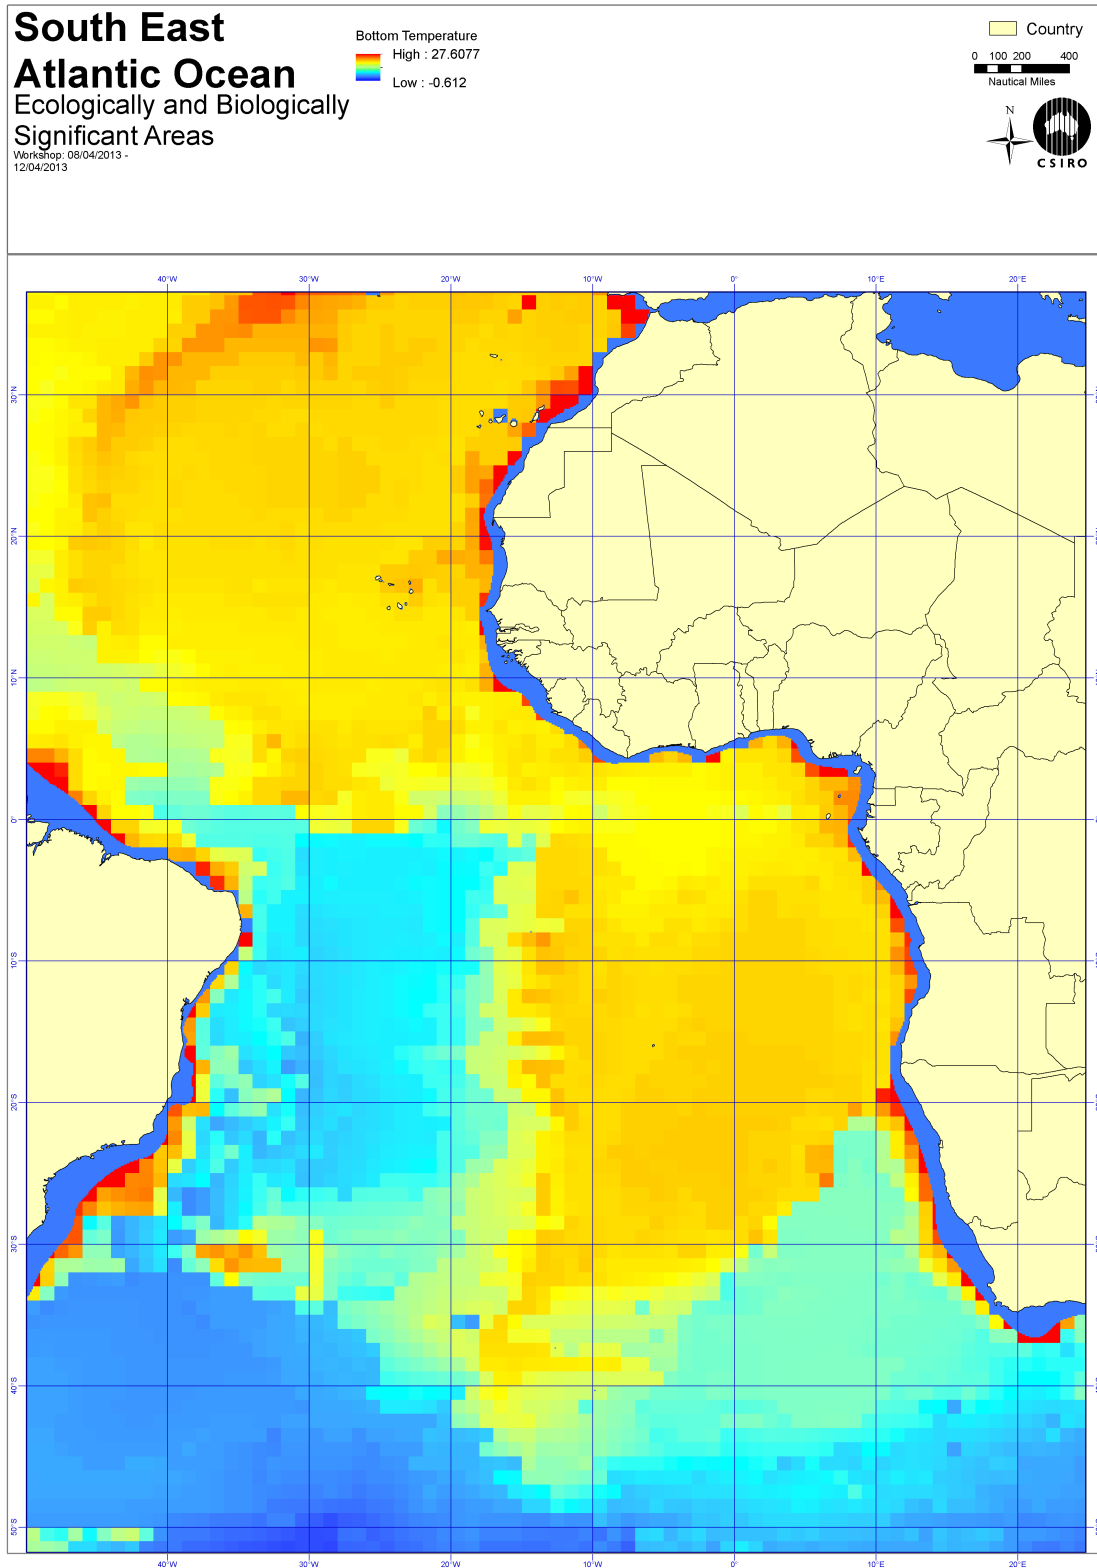 South East
Atlantic Ocean
Ecologically and Biologically
Significant Areas
Workshop: 08/04/2013 -
12/04/2013
Bottom Temperature
High : 27.6077
Low : -0.612
Country
0 100 200 400
Nautical Miles
N
CSIRO
40°W 30°W 20°W 10°W 0° 10°E 20°E
30°N
20°N
10°N
0°
10°S
20°S
30°S
40°S
50°S
40°W 30°W 20°W 10°W 0° 10°E 20°E